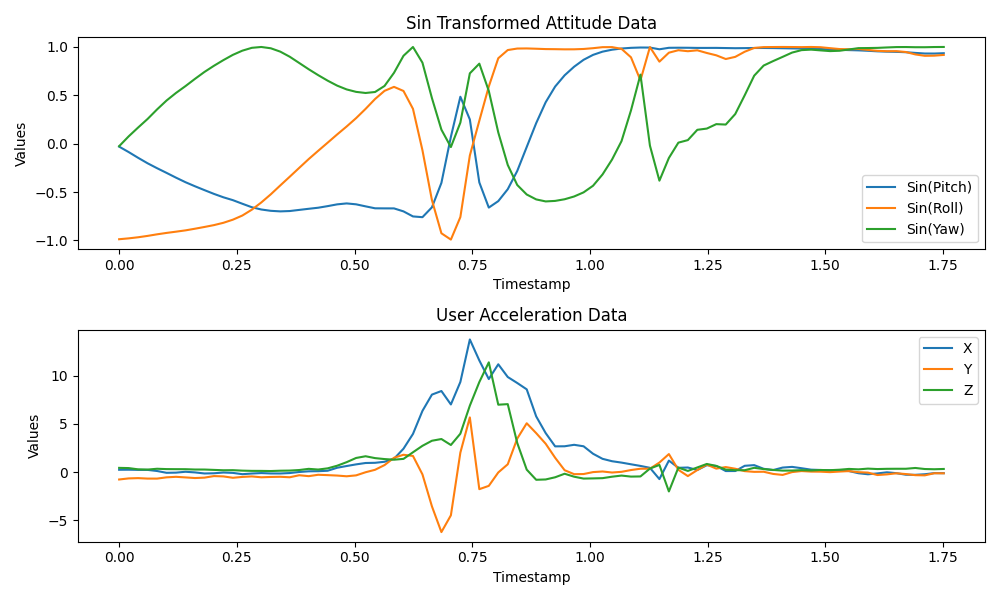 Sin Transformed Attitude Data
Values
1.0
0.5
0.0
−0.5
−1.0
Sin(Pitch)
Sin(Roll)
Sin(Yaw)
0.00 0.25 0.50 0.75 1.00 1.25 1.50 1.75
Timestamp
User Acceleration Data
Values
10
5
0
−5
X
Y
Z
0.00 0.25 0.50 0.75 1.00 1.25 1.50 1.75
Timestamp